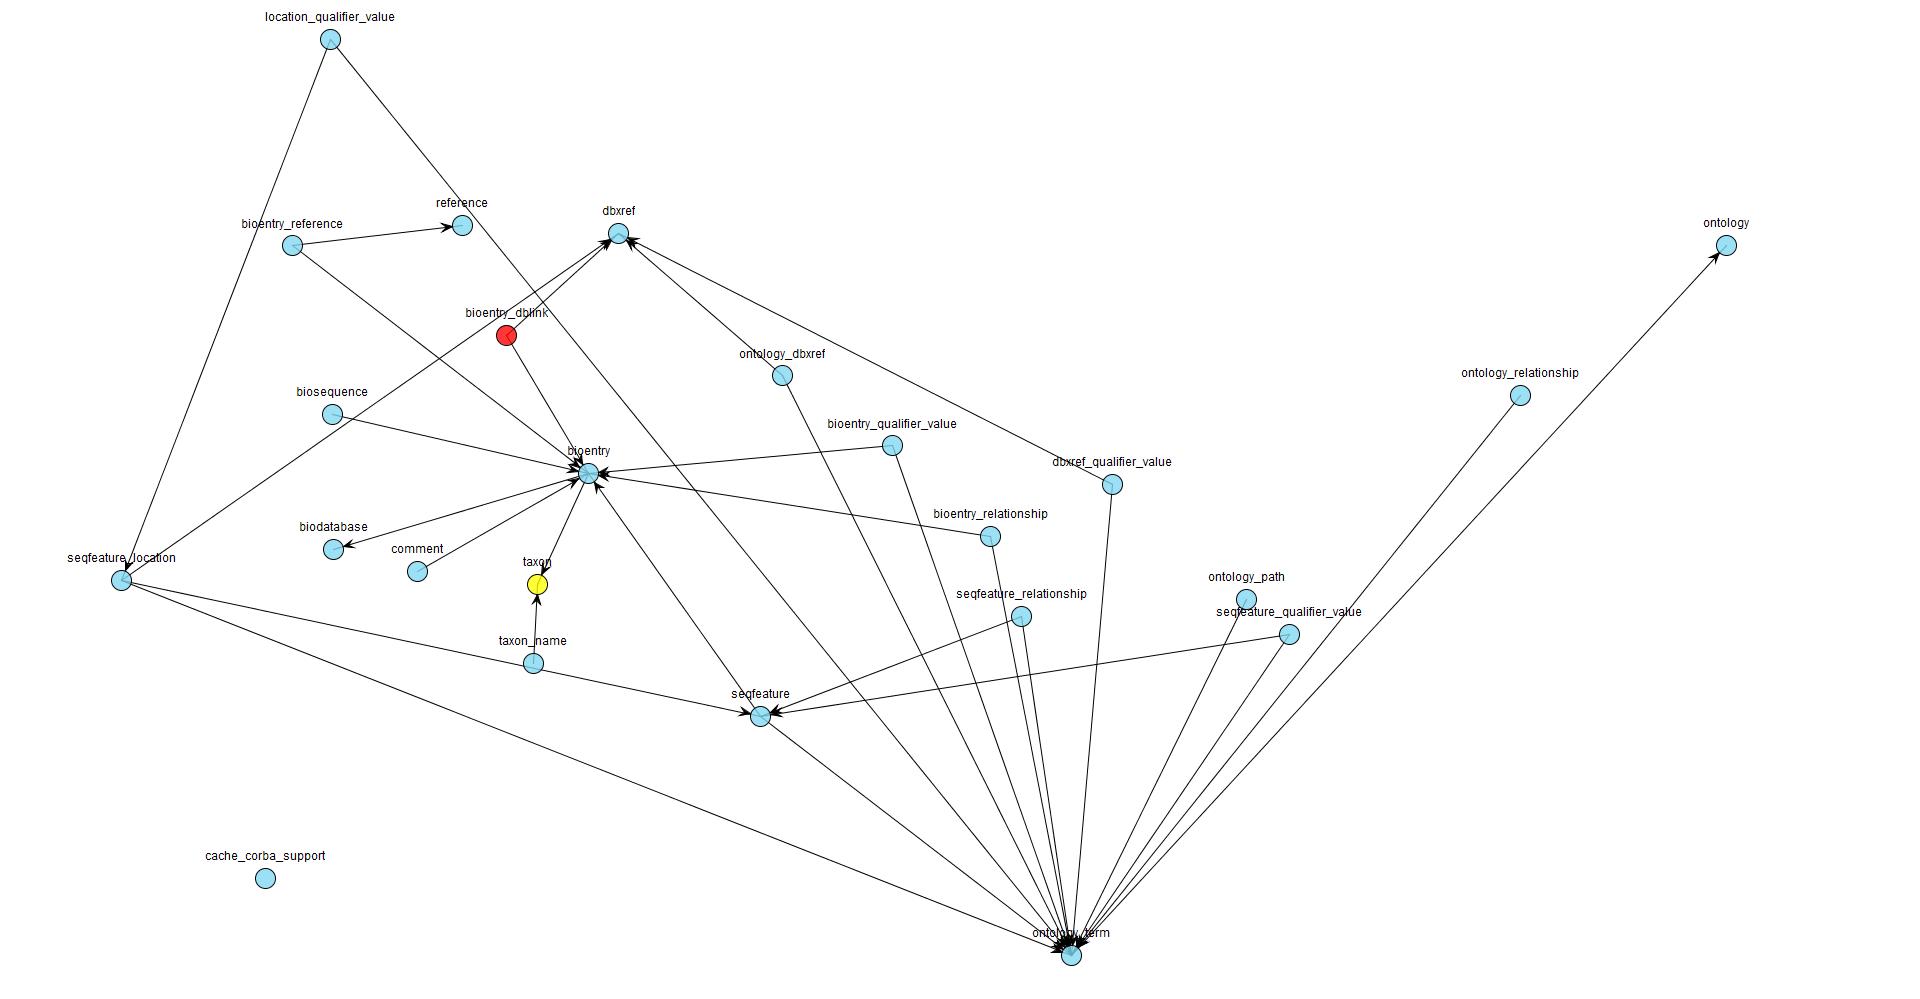 location_qualifier_value
reference
dbxref
bioentry_reference
ontology
bioentry_dblink
ontology_dbxref
ontology_relationship
biosequence
bioentry_qualifier_value
bioentry
dbxref_qualifier_value
bioentry_relationship
biodatabase
comment
seqfeature_location
taxon
ontology_path
seqfeature_relationship
seqfeature_qualifier_value
taxon_name
seqfeature
cache_corba_support
ontology_term